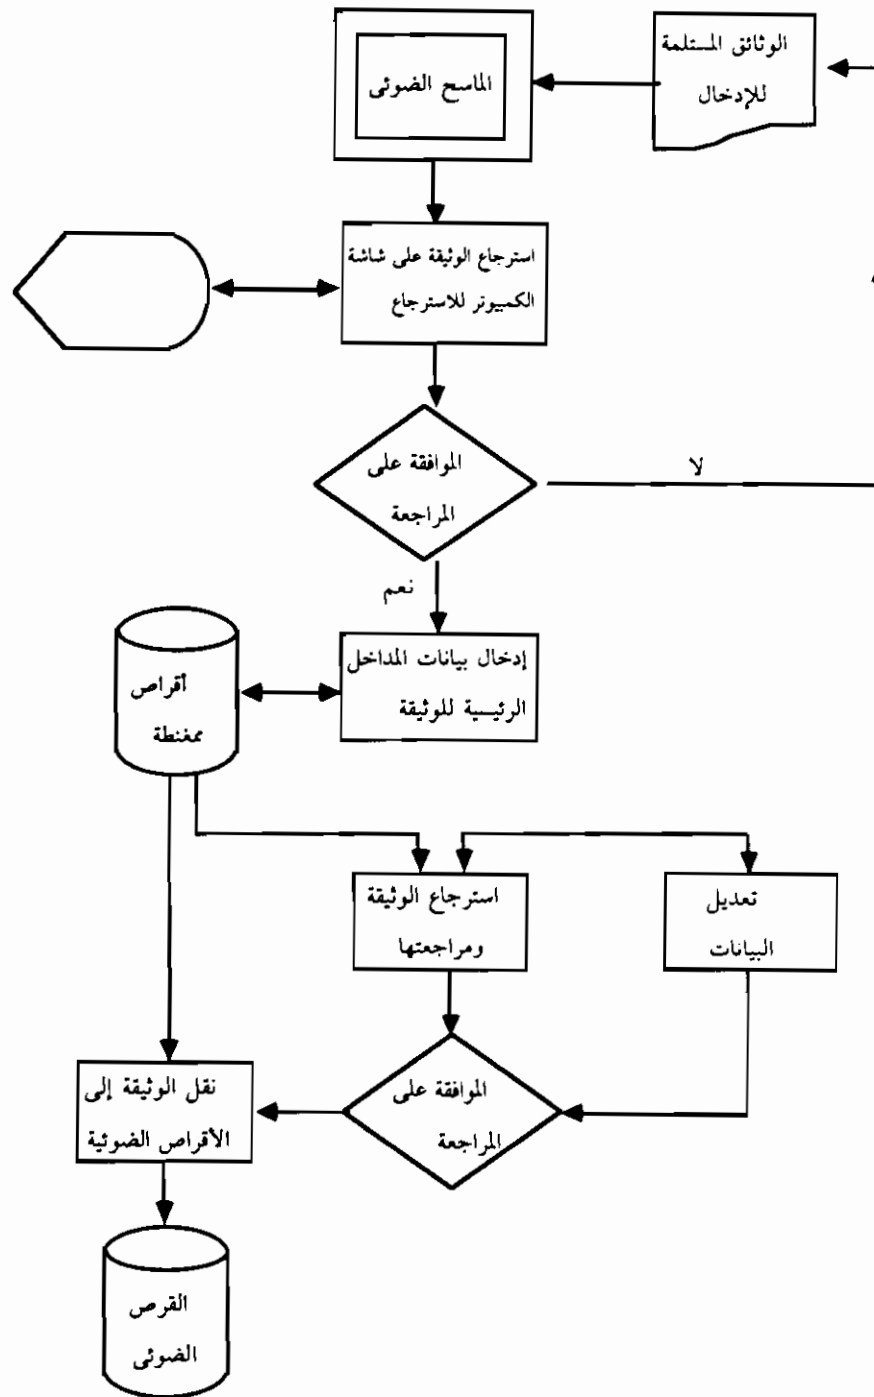 الوثائق المستلمة
للإدخال
الماسح الضوئى
استرجاع الوثيقة على شاشة
الكمبيوتر للاسترجاع
الموافقة على
المراجعة
لا
نعم
إدخال بيانات المداخل
الرئيسية للوثيقة
أقراص
ممغنطة
استرجاع الوثيقة
ومراجعتها
تعديل
البيانات
الموافقة على
المراجعة
نقل الوثيقة إلى
الأقراص الضوئية
القرص
الضوئى